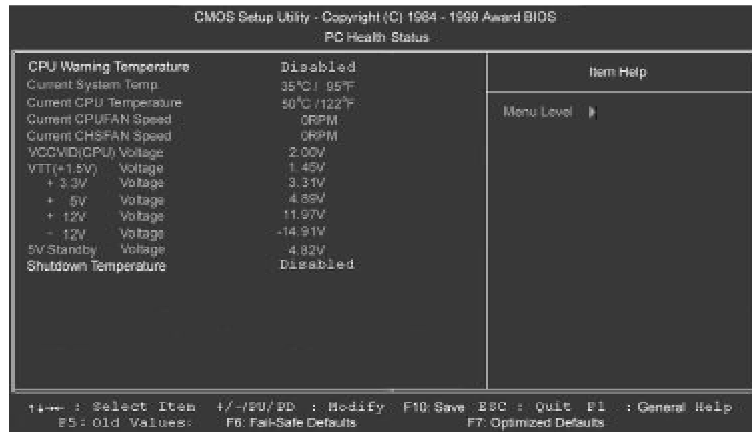 CMOS Setup Utility - Copyright (C) 1984 - 1999 Award BIOS
PC Health Status
CPU Warning Temperature Disabled
Current System Temp. 35°C / 95°F
Current CPU Temperature 50°C /122°F
Current CPUFAN Speed 0RPM
Current CHSFAN Speed 0RPM
VCCVID(CPU) Voltage 2.00V
VTT(+1.5V) Voltage 1.45V
+ 3.3V Voltage 3.31V
+ 5V Voltage 4.89V
+ 12V Voltage 11.97V
- 12V Voltage -14.91V
5V Standby Voltage 4.82V
Shutdown Temperature Disabled
Item Help
Menu Level ▶
↑↓←→ : Select Item +/-/PU/PD : Modify F10: Save ESC : Quit F1 : General Help
F5: Old Values: F6: Fail-Safe Defaults F7: Optimized Defaults